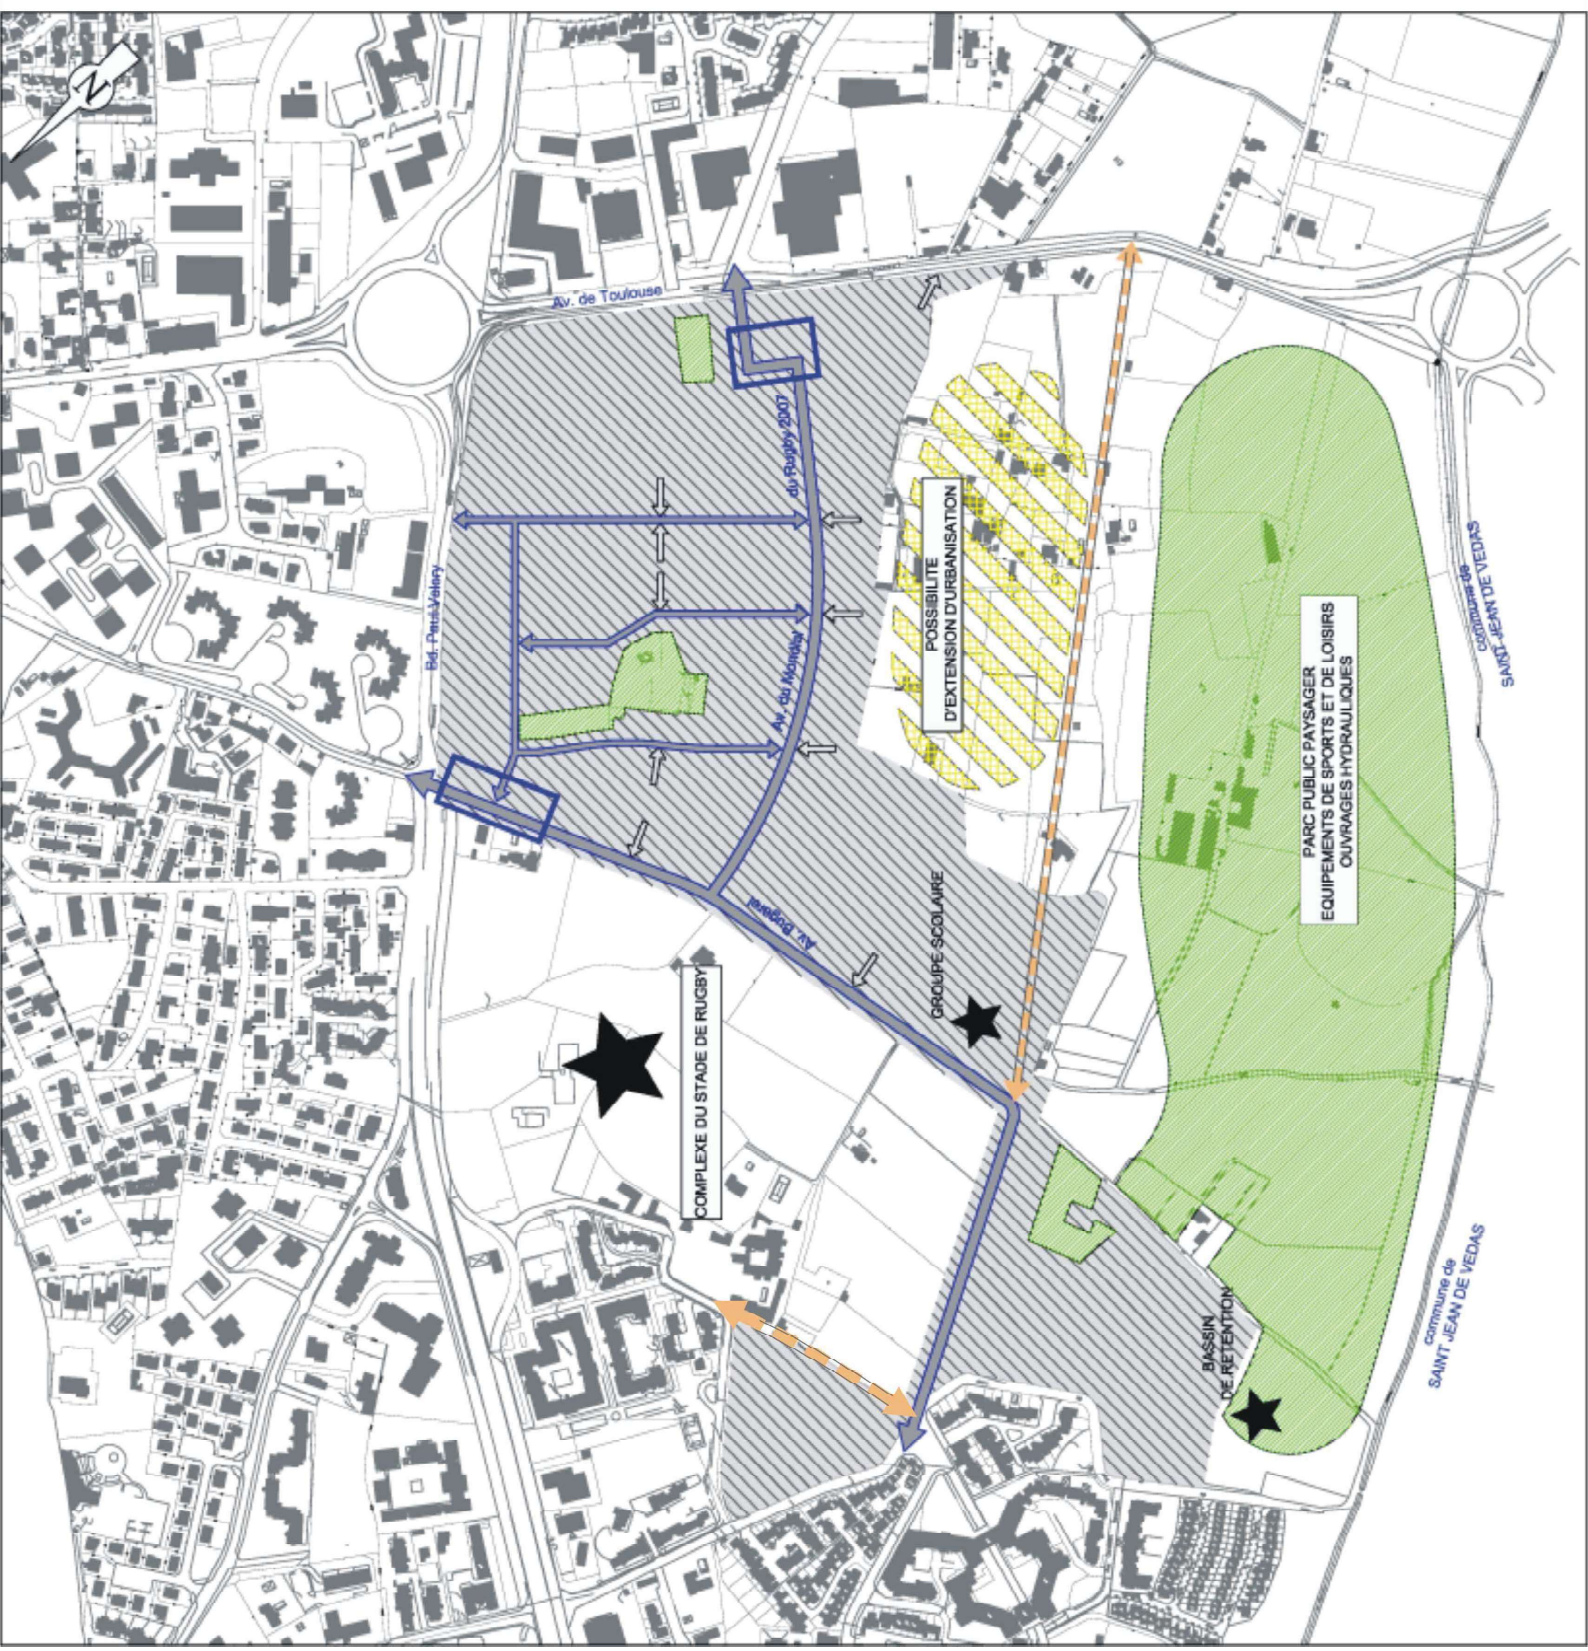 N
Av. de Toulouse
du Rugby 2007
Bd. Paul Valery
Av. du Mondial
POSSIBILITE
D'EXTENSION D'URBANISATION
commune de
SAINT JEAN DE VEDAS
PARC PUBLIC PAYSAGER
EQUIPEMENTS DE SPORTS ET DE LOISIRS
OUVRAGES HYDRAULIQUES
Av. Bugarel
GROUPE SCOLAIRE
COMPLEXE DU STADE DE RUGBY
BASSIN
DE RETENTION
commune de
SAINT JEAN DE VEDAS